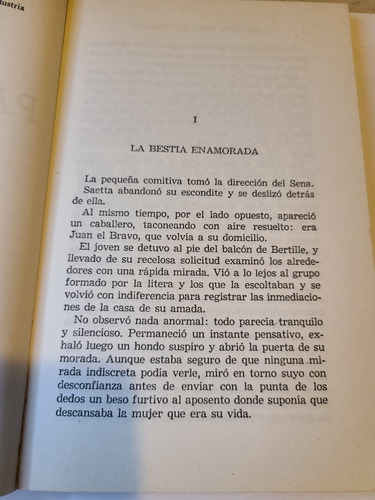 dustria
I
LA BESTIA ENAMORADA
La pequeña comitiva tomó la dirección del Sena.
Saetta abandonó su escondite y se deslizó detrás
de ella.
Al mismo tiempo, por el lado opuesto, apareció
un caballero, taconeando con aire resuelto: era
Juan el Bravo, que volvía a su domicilio.
El joven se detuvo al pie del balcón de Bertille, y
llevado de su recelosa solicitud examinó los alrede-
dores con una rápida mirada. Vió a lo lejos al grupo
formado por la litera y los que la escoltaban y se
volvió con indiferencia para registrar las inmediacio-
nes de la casa de su amada.
No observó nada anormal: todo parecía tranquilo
y silencioso. Permaneció un instante pensativo, ex-
haló luego un hondo suspiro y abrió la puerta de su
morada. Aunque estaba seguro de que ninguna mi-
rada indiscreta podía verle, miró en torno suyo con
desconfianza antes de enviar con la punta de los
dedos un beso furtivo al aposento donde suponía que
descansaba la mujer que era su vida.